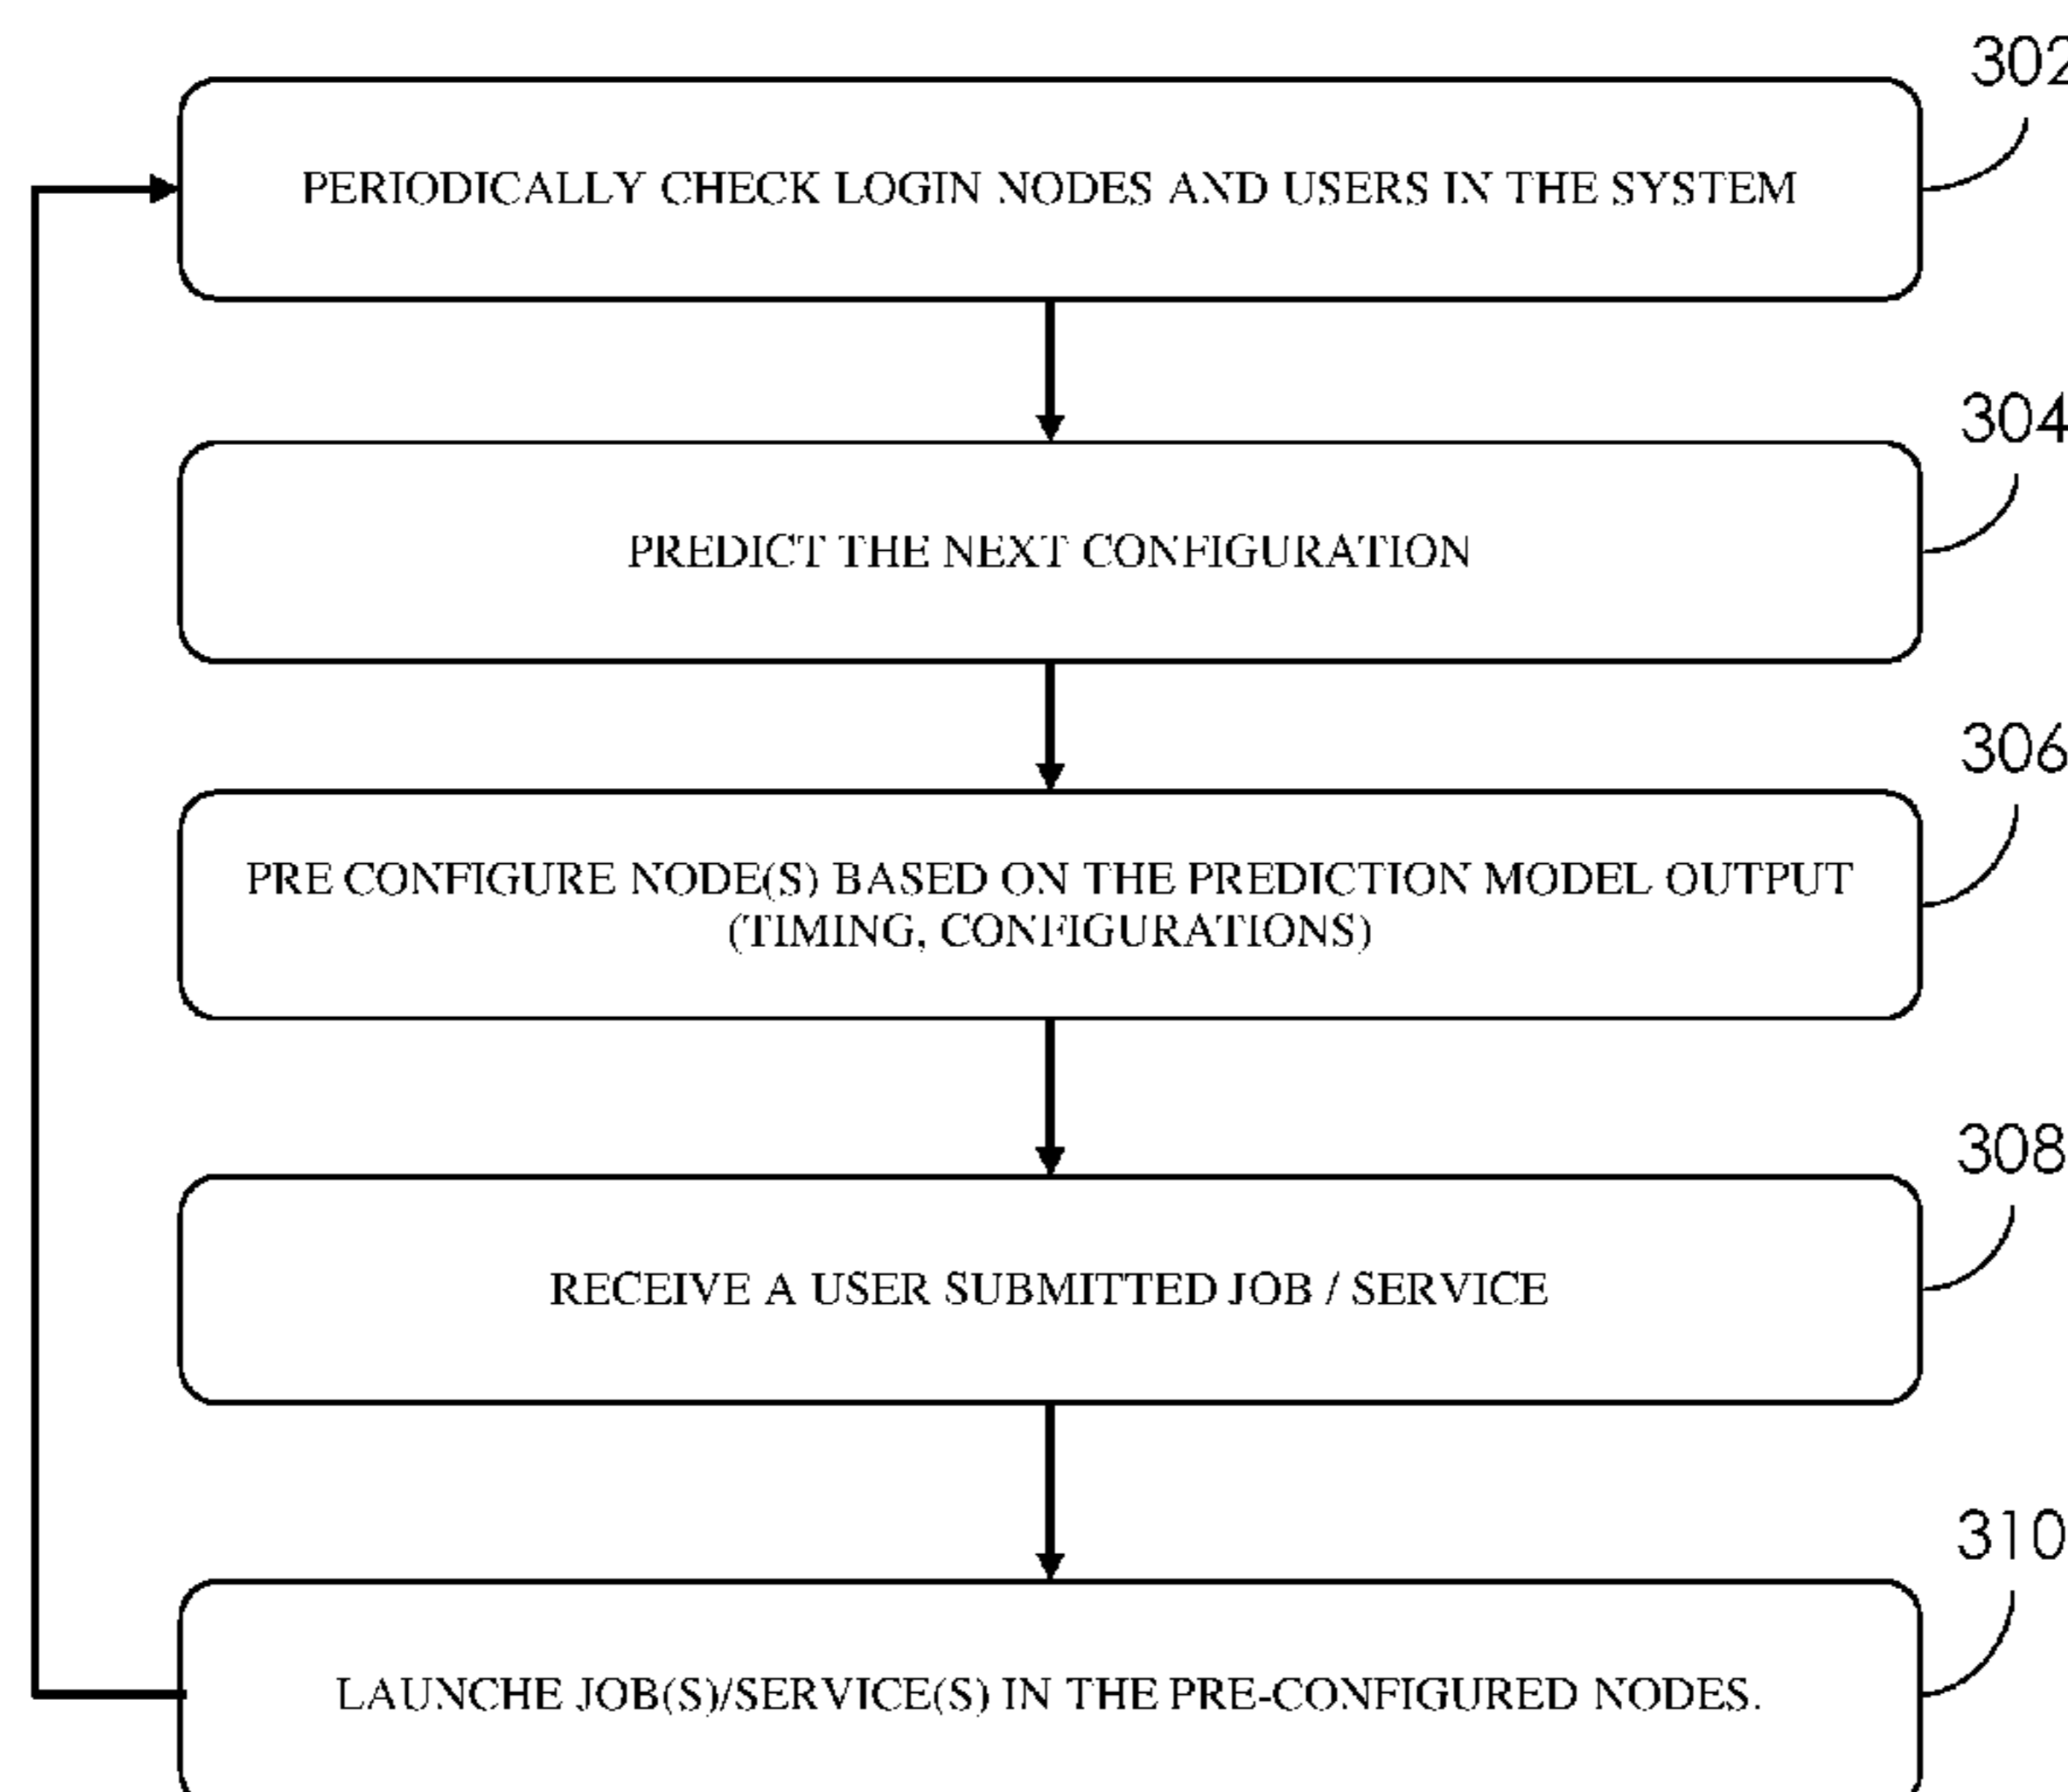 302
PERIODICALLY CHECK LOGIN NODES AND USERS IN THE SYSTEM
304
PREDICT THE NEXT CONFIGURATION
306
PRE CONFIGURE NODE(S) BASED ON THE PREDICTION MODEL OUTPUT
(TIMING, CONFIGURATIONS)
308
RECEIVE A USER SUBMITTED JOB / SERVICE
310
LAUNCHE JOB(S)/SERVICE(S) IN THE PRE-CONFIGURED NODES.